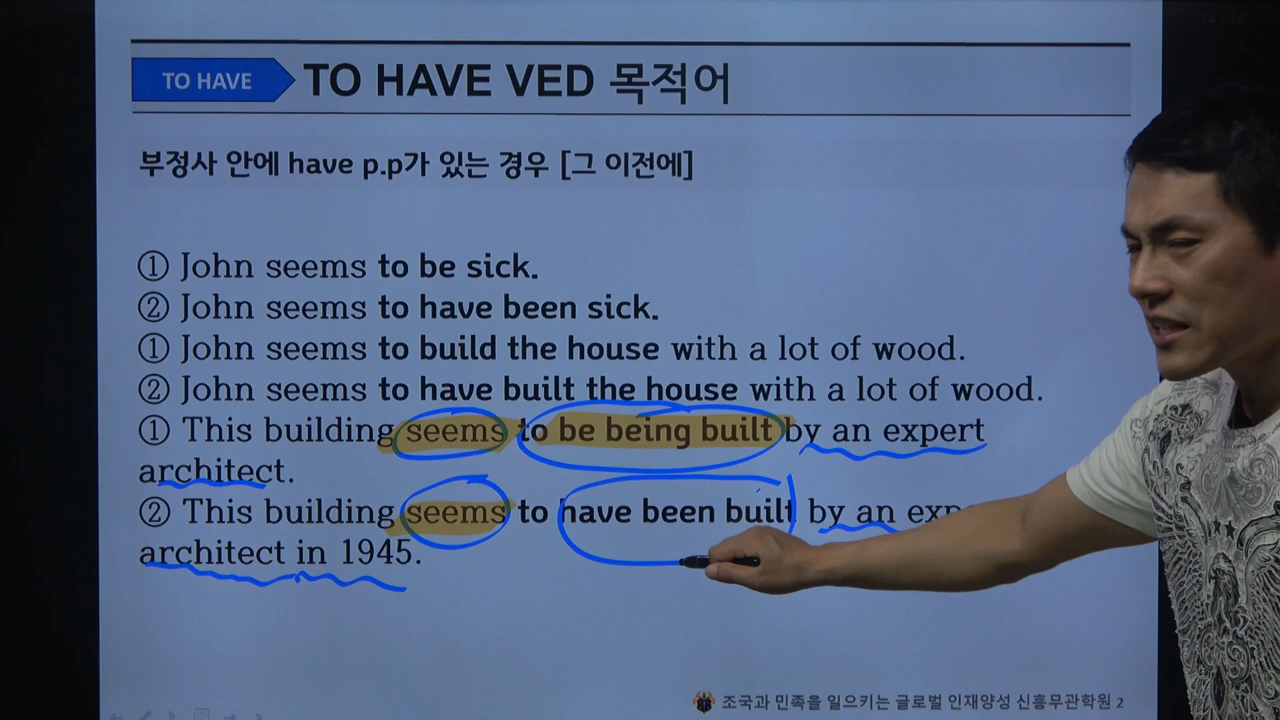 TO HAVE TO HAVE VED 목적어
부정사 안에 have p.p가 있는 경우 [그 이전에]
① John seems to be sick.
② John seems to have been sick.
① John seems to build the house with a lot of wood.
② John seems to have built the house with a lot of wood.
① This building seems to be being built by an expert
architect.
② This building seems to have been built by an
architect in 1945.
조국과 민족을 일으키는 글로벌 인재양성 신흥무관학원 2